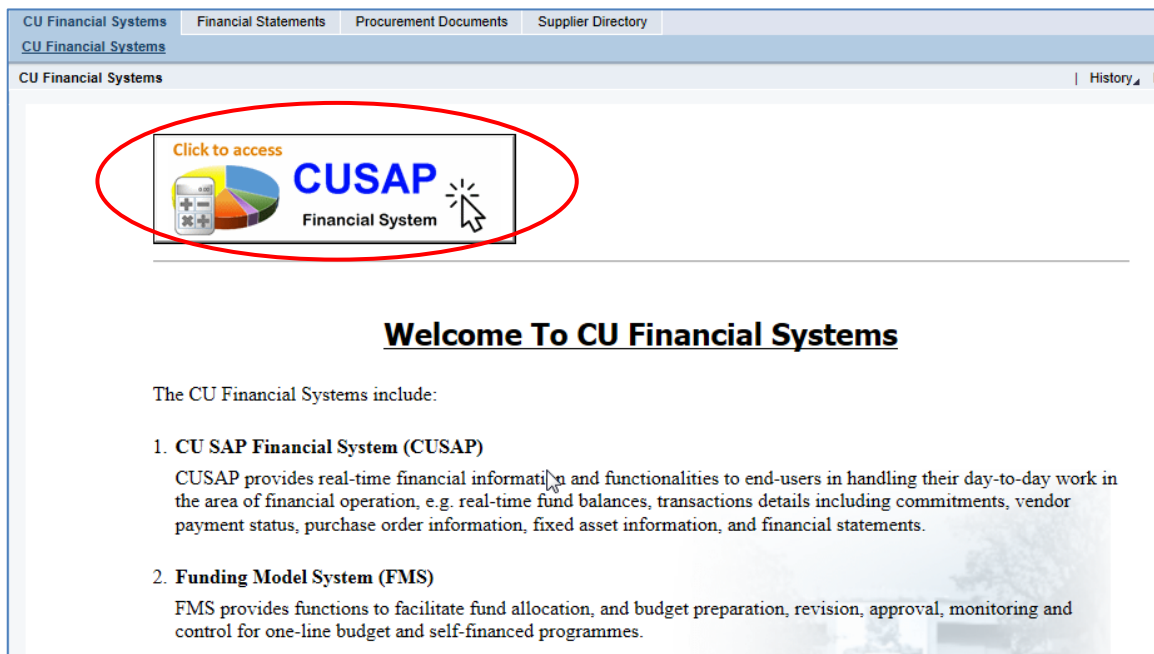 CU Financial Systems Financial Statements Procurement Documents Supplier Directory
CU Financial Systems
CU Financial Systems | History
Click to access
CUSAP
Financial System
Welcome To CU Financial Systems
The CU Financial Systems include:
1. CU SAP Financial System (CUSAP)
CUSAP provides real-time financial information and functionalities to end-users in handling their day-to-day work in
the area of financial operation, e.g. real-time fund balances, transactions details including commitments, vendor
payment status, purchase order information, fixed asset information, and financial statements.
2. Funding Model System (FMS)
FMS provides functions to facilitate fund allocation, and budget preparation, revision, approval, monitoring and
control for one-line budget and self-financed programmes.